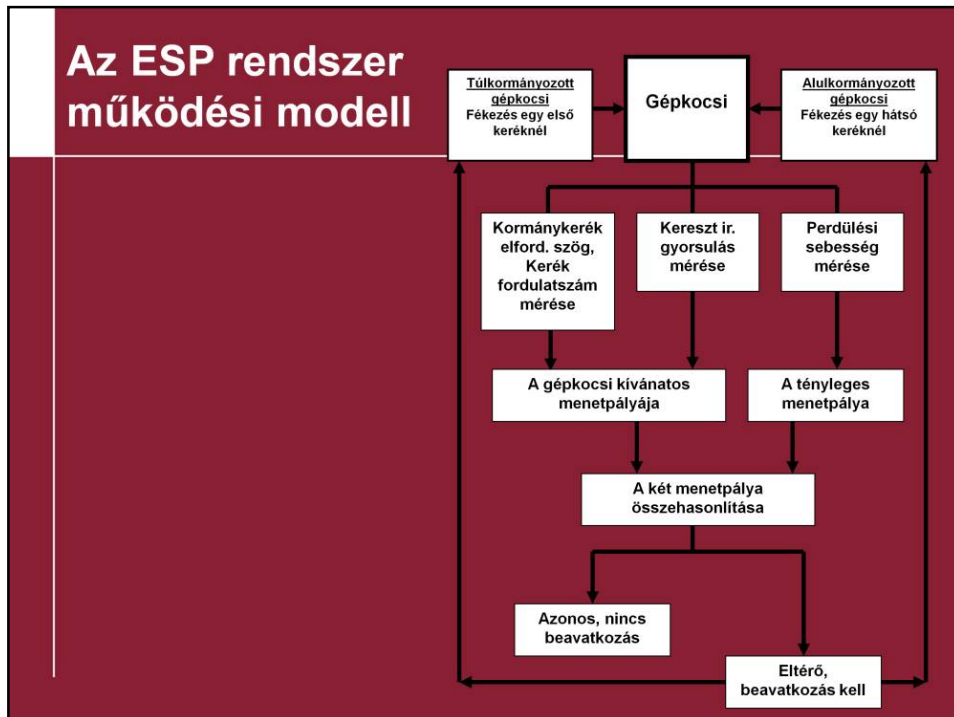 Az ESP rendszer
működési modell
Túlkormányozott
gépkocsi
Fékezés egy első
keréknél
Gépkocsi
Alulkormányozott
gépkocsi
Fékezés egy hátsó
keréknél
Kormánykerék
elford. szög,
Kerék
fordulatszám
mérése
Kereszt ir.
gyorsulás
mérése
Perdülési
sebesség
mérése
A gépkocsi kívánatos
menetpályája
A tényleges
menetpálya
A két menetpálya
összehasonlítása
Azonos, nincs
beavatkozás
Eltérő,
beavatkozás kell